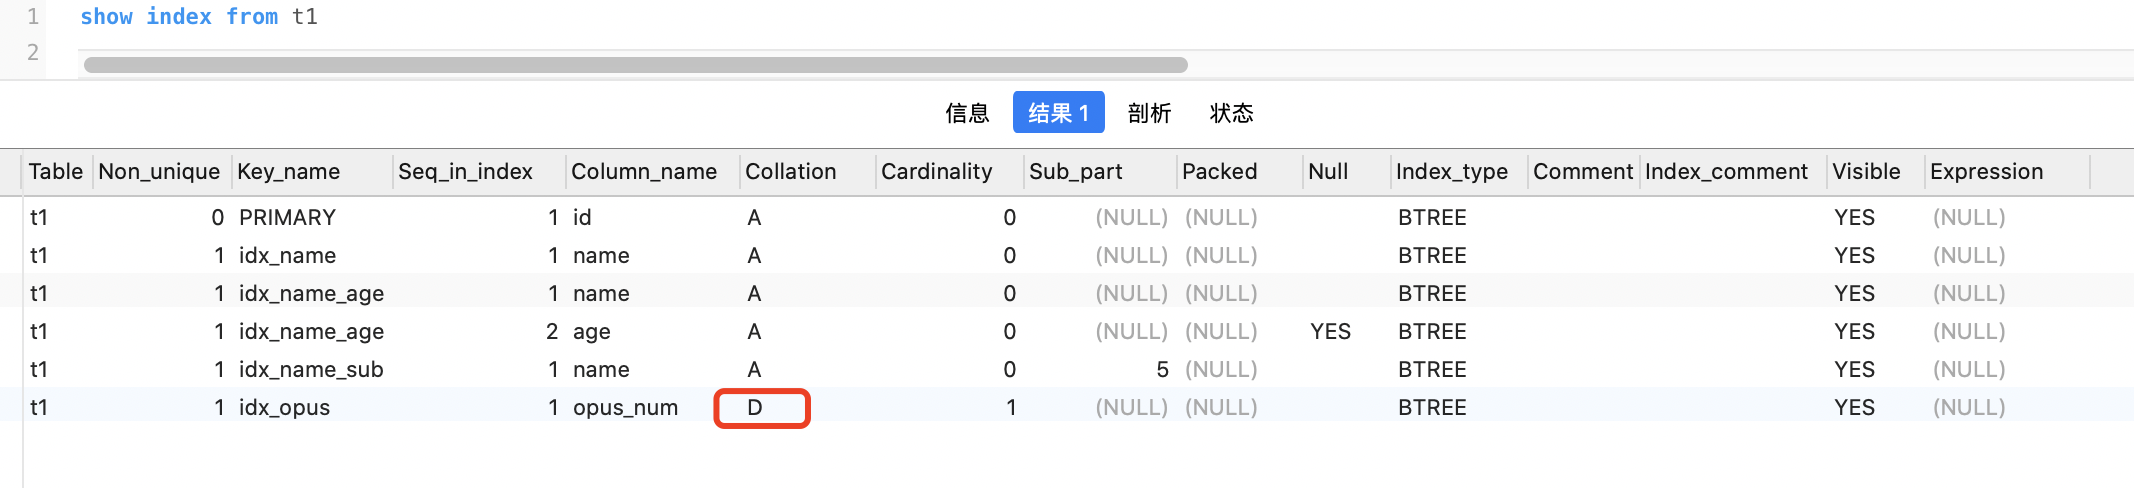 1 show index from t1
2
信息 结果 1 剖析 状态
Table Non_unique Key_name Seq_in_index Column_name Collation Cardinality Sub_part Packed Null Index_type Comment Index_comment Visible Expression
t1 0 PRIMARY 1 id A 0 (NULL) (NULL) BTREE YES (NULL)
t1 1 idx_name 1 name A 0 (NULL) (NULL) BTREE YES (NULL)
t1 1 idx_name_age 1 name A 0 (NULL) (NULL) BTREE YES (NULL)
t1 1 idx_name_age 2 age A 0 (NULL) (NULL) YES BTREE YES (NULL)
t1 1 idx_name_sub 1 name A 0 5 (NULL) BTREE YES (NULL)
t1 1 idx_opus 1 opus_num D 1 (NULL) (NULL) BTREE YES (NULL)